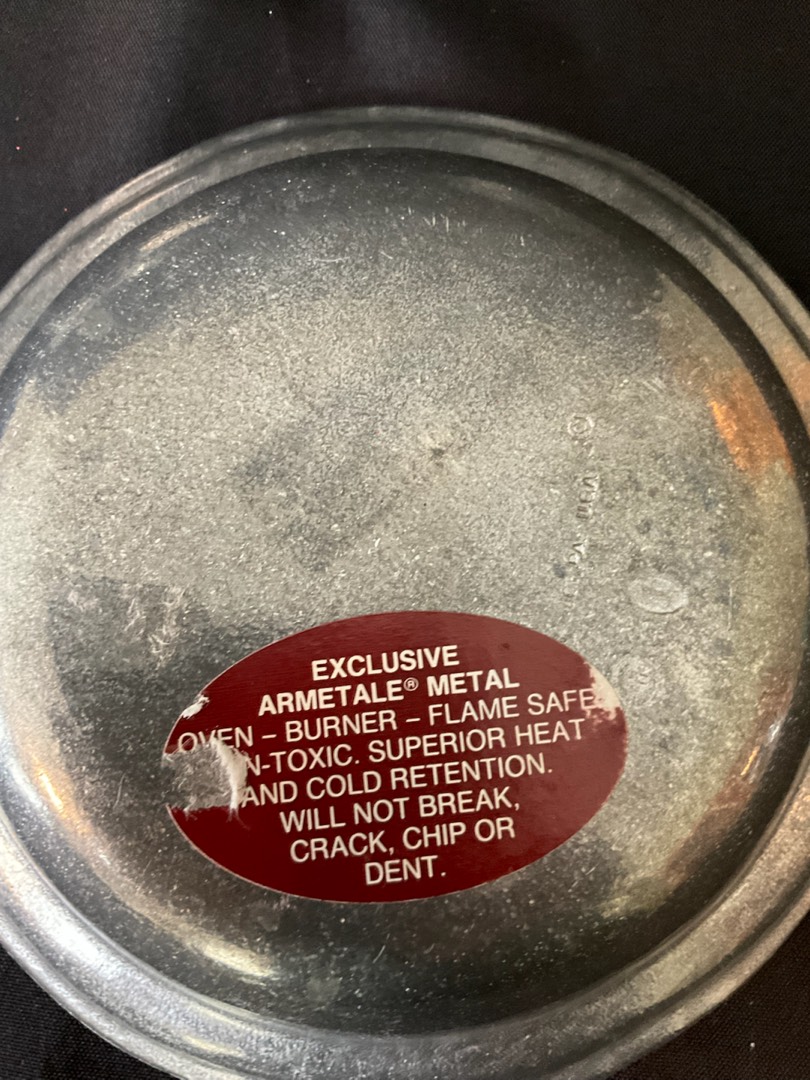 EXCLUSIVE
ARMETALE® METAL
OVEN – BURNER – FLAME SAFE
N-TOXIC. SUPERIOR HEAT
AND COLD RETENTION.
WILL NOT BREAK,
CRACK, CHIP OR
DENT.